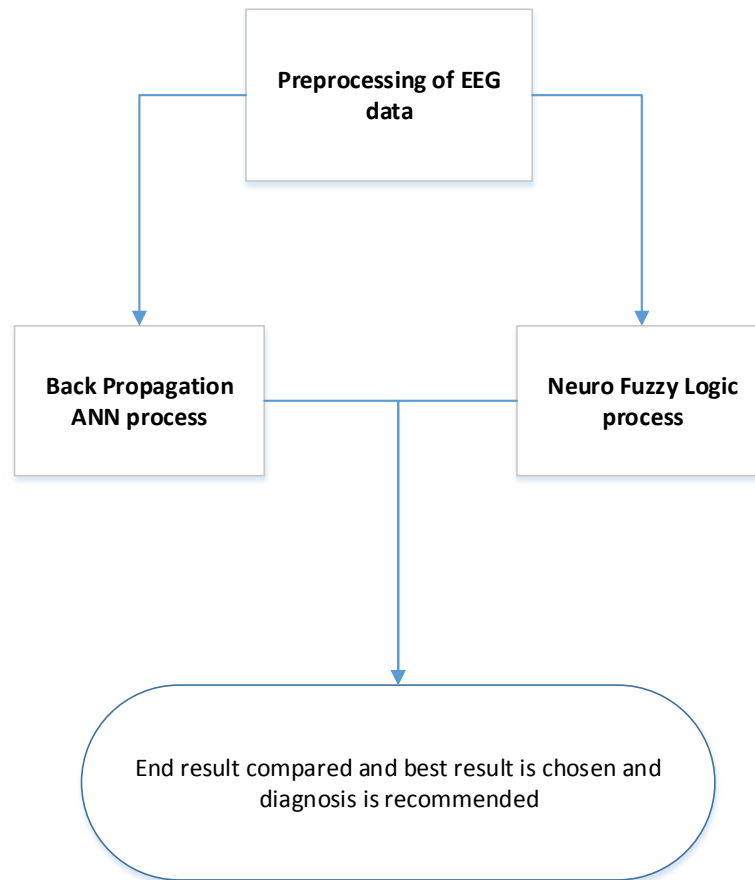 Preprocessing of EEG
data
Back Propagation
ANN process
Neuro Fuzzy Logic
process
End result compared and best result is chosen and
diagnosis is recommended